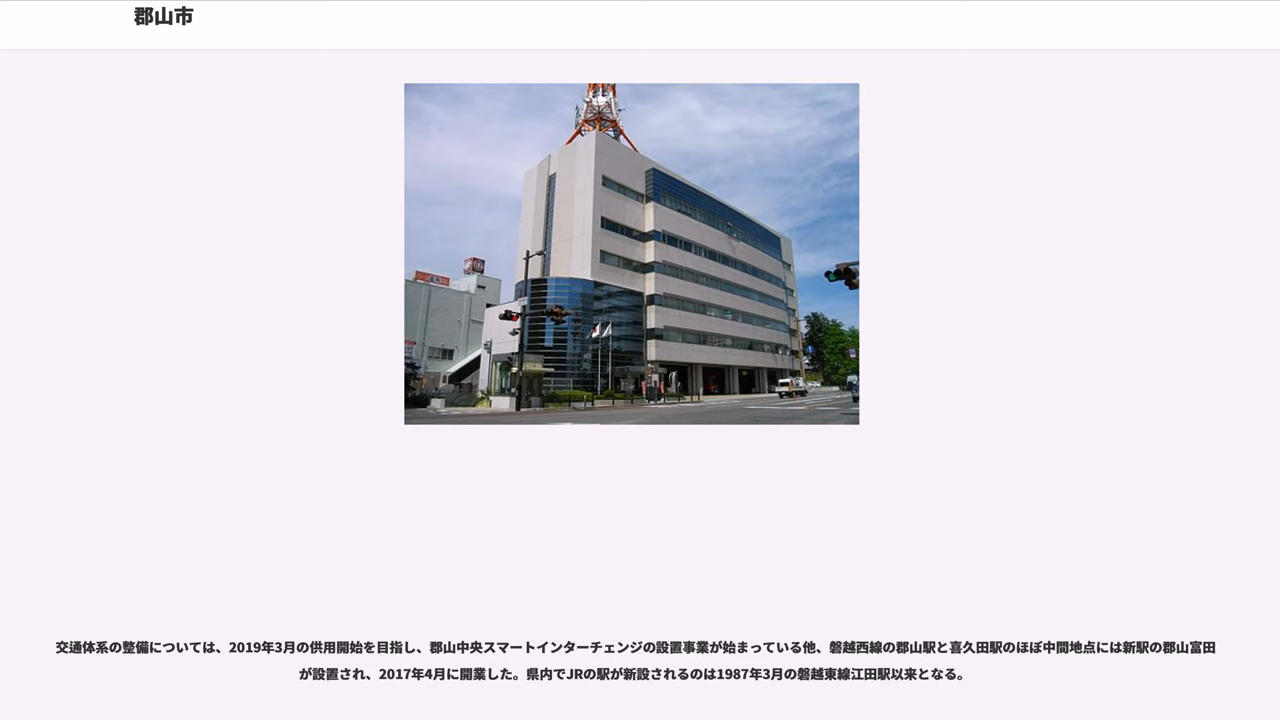 郡山市
交通体系の整備については、2019年3月の供用開始を目指し、郡山中央スマートインターチェンジの設置事業が始まっている他、磐越西線の郡山駅と喜久田駅のほぼ中間地点には新駅の郡山富田
が設置され、2017年4月に開業した。県内でJRの駅が新設されるのは1987年3月の磐越東線江田駅以来となる。